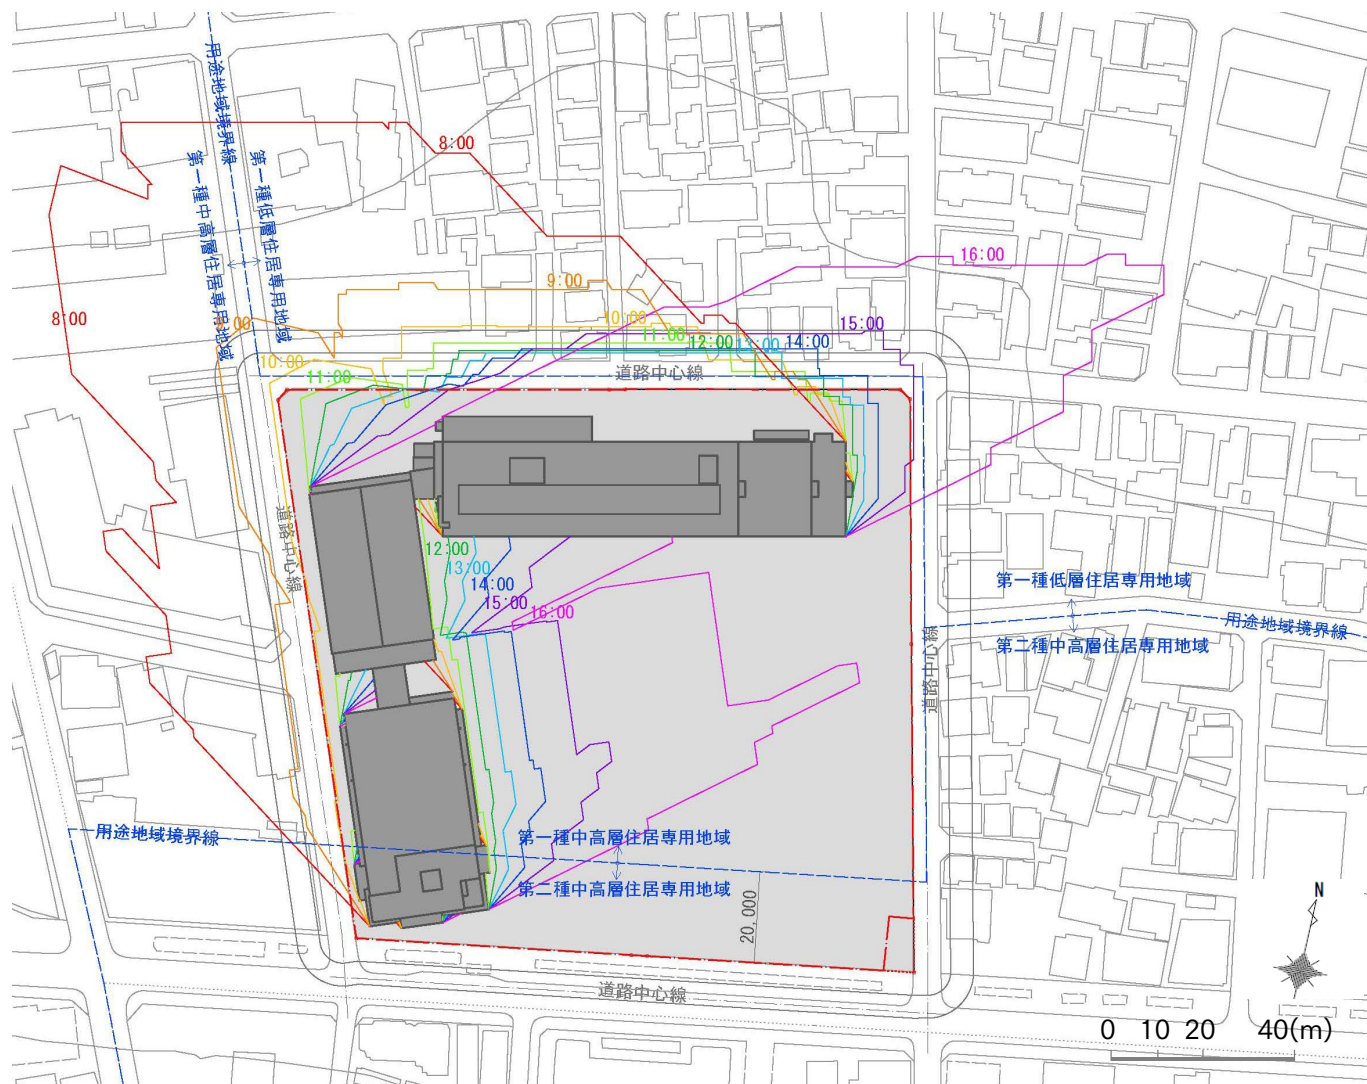 用途地域境界線
第一種中高層住居専用地域
第一種低層住居専用地域
8:00
8:00
9:00
16:00
9:00
10:00
11:00
12:00
13:00
14:00
15:00
10:00
11:00
道路中心線
道路中心線
12:00
13:00
14:00
15:00
16:00
第一種低層住居専用地域
用途地域境界線
第二種中高層住居専用地域
道路中心線
用途地域境界線
第一種中高層住居専用地域
第二種中高層住居専用地域
20,000
道路中心線
N
0 10 20 40(m)